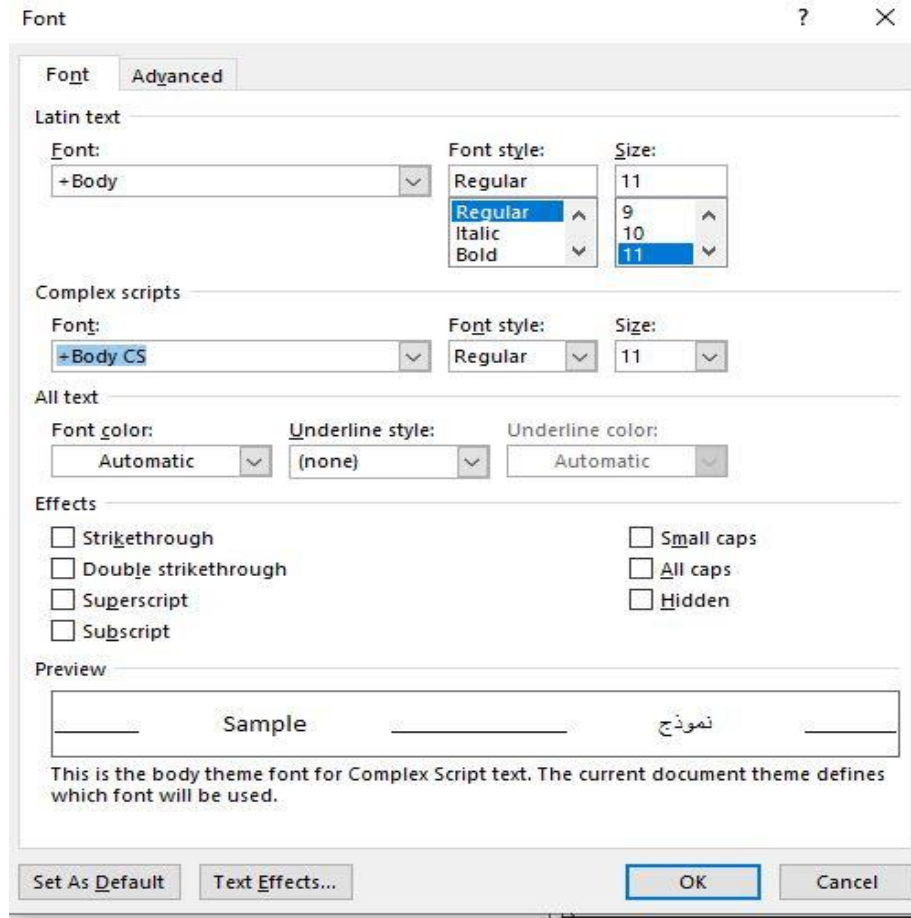 Font ? ×
Font Advanced
Latin text
Font: Font style: Size:
+Body Regular 11
Regular 9
Italic 10
Bold 11
Complex scripts
Font: Font style: Size:
+Body CS Regular 11
All text
Font color: Underline style: Underline color:
Automatic (none) Automatic
Effects
Strikethrough Small caps
Double strikethrough All caps
Superscript Hidden
Subscript
Preview
Sample نموذج
This is the body theme font for Complex Script text. The current document theme defines
which font will be used.
Set As Default Text Effects... OK Cancel